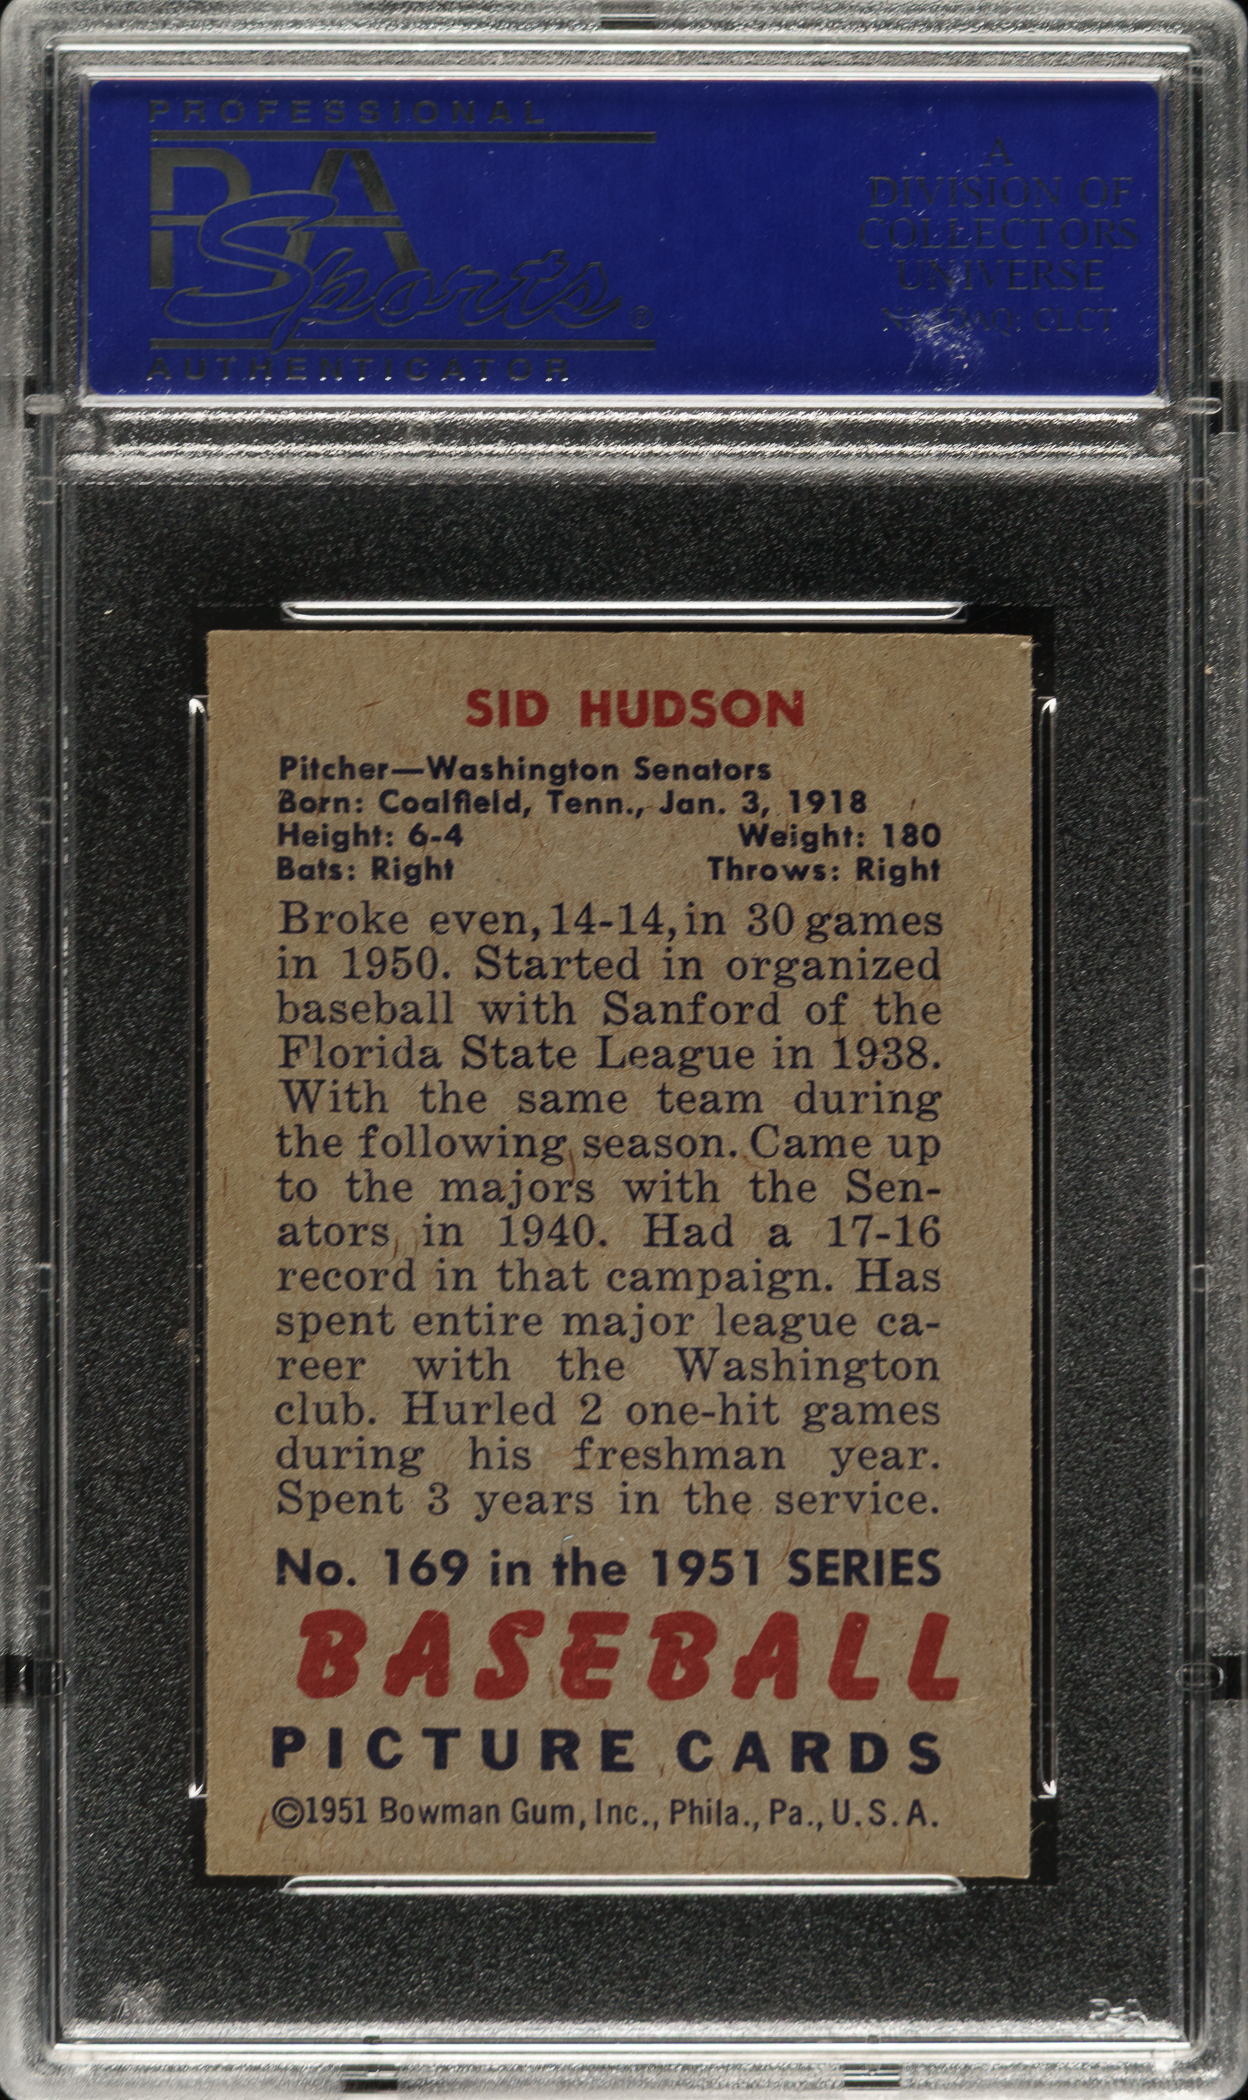 PROFESSIONAL
PSA
Sports®
AUTHENTICATOR
A
DIVISION OF
COLLECTORS
UNIVERSE
NASDAQ: CLCT
SID HUDSON
Pitcher—Washington Senators
Born: Coalfield, Tenn., Jan. 3, 1918
Height: 6-4 Weight: 180
Bats: Right Throws: Right
Broke even, 14-14, in 30 games
in 1950. Started in organized
baseball with Sanford of the
Florida State League in 1938.
With the same team during
the following season. Came up
to the majors with the Sen-
ators in 1940. Had a 17-16
record in that campaign. Has
spent entire major league ca-
reer with the Washington
club. Hurled 2 one-hit games
during his freshman year.
Spent 3 years in the service.
No. 169 in the 1951 SERIES
BASEBALL
PICTURE CARDS
©1951 Bowman Gum, Inc., Phila., Pa., U.S.A.
PSA